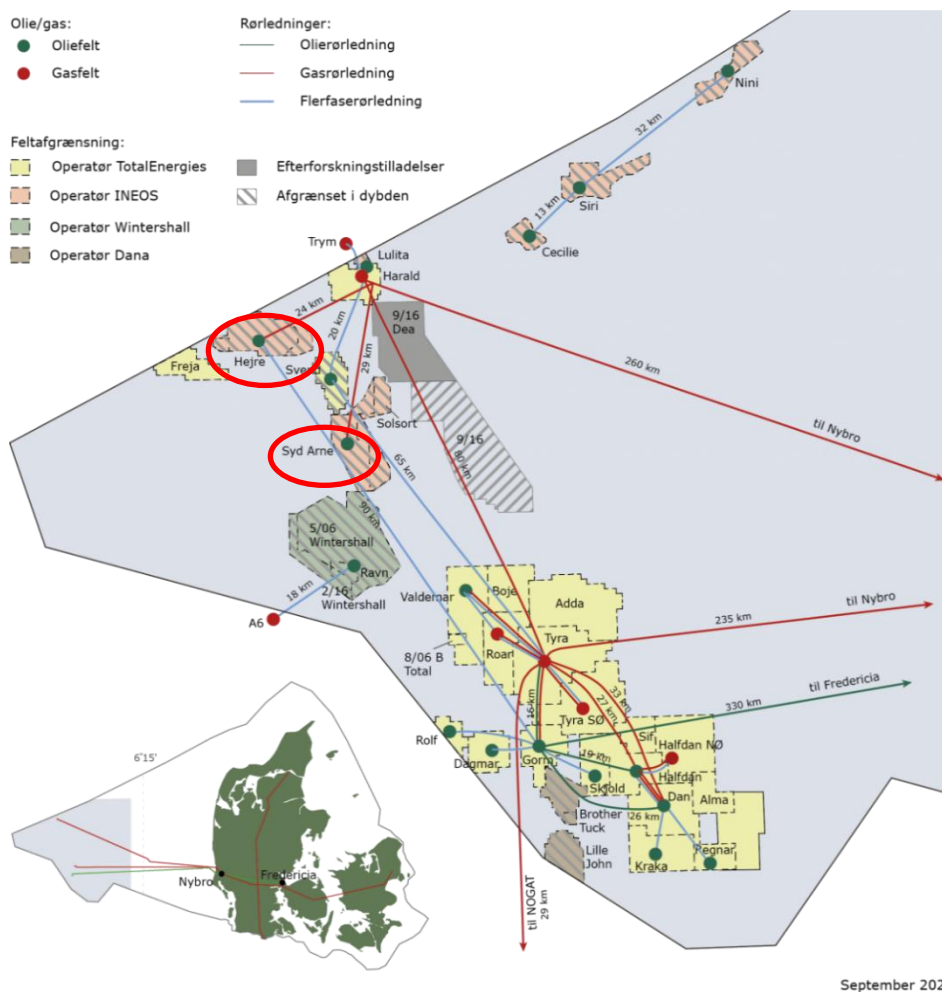 Olie/gas:
Oliefelt
Gasfelt
Rørledninger:
Olierørledning
Gasrørledning
Flerfaserørledning
Feltafgrænsning:
Operatør TotalEnergies
Operatør INEOS
Operatør Wintershall
Operatør Dana
Efterforskningstilladelser
Afgrænset i dybden
Nini
32 km
Siri
13 km
Cecilie
Trym
Lulita
Harald
24 km
20 km
29 km
9/16
Dea
260 km
til Nybro
Hejre
Freja
Solsort
Syd Arne
9/16
80 km
65 km
90 km
5/06
Wintershall
Ravn
2/16
Wintershall
18 km
A6
Valdemar
Boje
Adda
Roar
Tyra
8/06 B
Total
235 km
til Nybro
33 km
27 km
Tyra SØ
330 km
til Fredericia
Rolf
Dagmar
Gorm
19 km
Sif
Halfdan NØ
Halfdan
Skjold
Dan
Alma
26 km
Brother
Tuck
Lille
John
Kraka
Regnar
til NOGAT
29 km
6°15'
Nybro
Fredericia
September 202